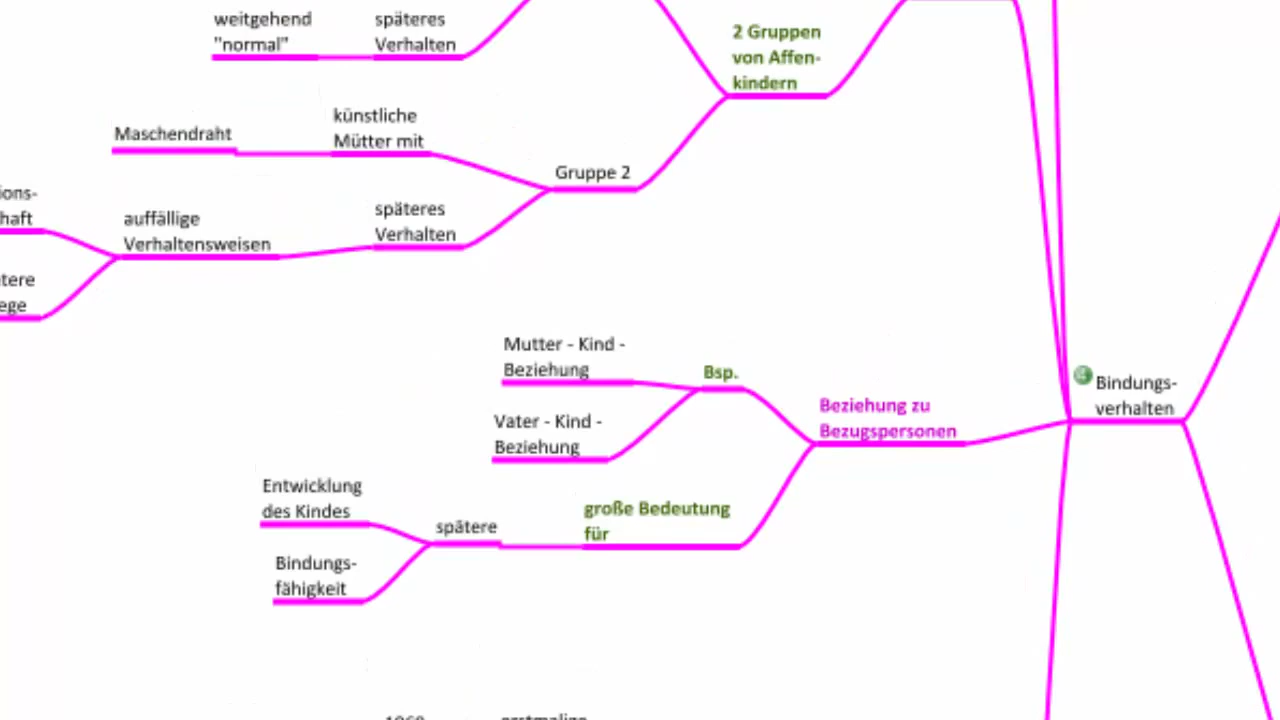 weitgehend
"normal"
späteres
Verhalten
2 Gruppen
von Affen-
kindern
Maschendraht
künstliche
Mütter mit
Gruppe 2
auffällige
Verhaltensweisen
späteres
Verhalten
Mutter - Kind -
Beziehung
Bsp.
Vater - Kind -
Beziehung
Beziehung zu
Bezugspersonen
Bindungs-
verhalten
Entwicklung
des Kindes
spätere
große Bedeutung
für
Bindungs-
fähigkeit